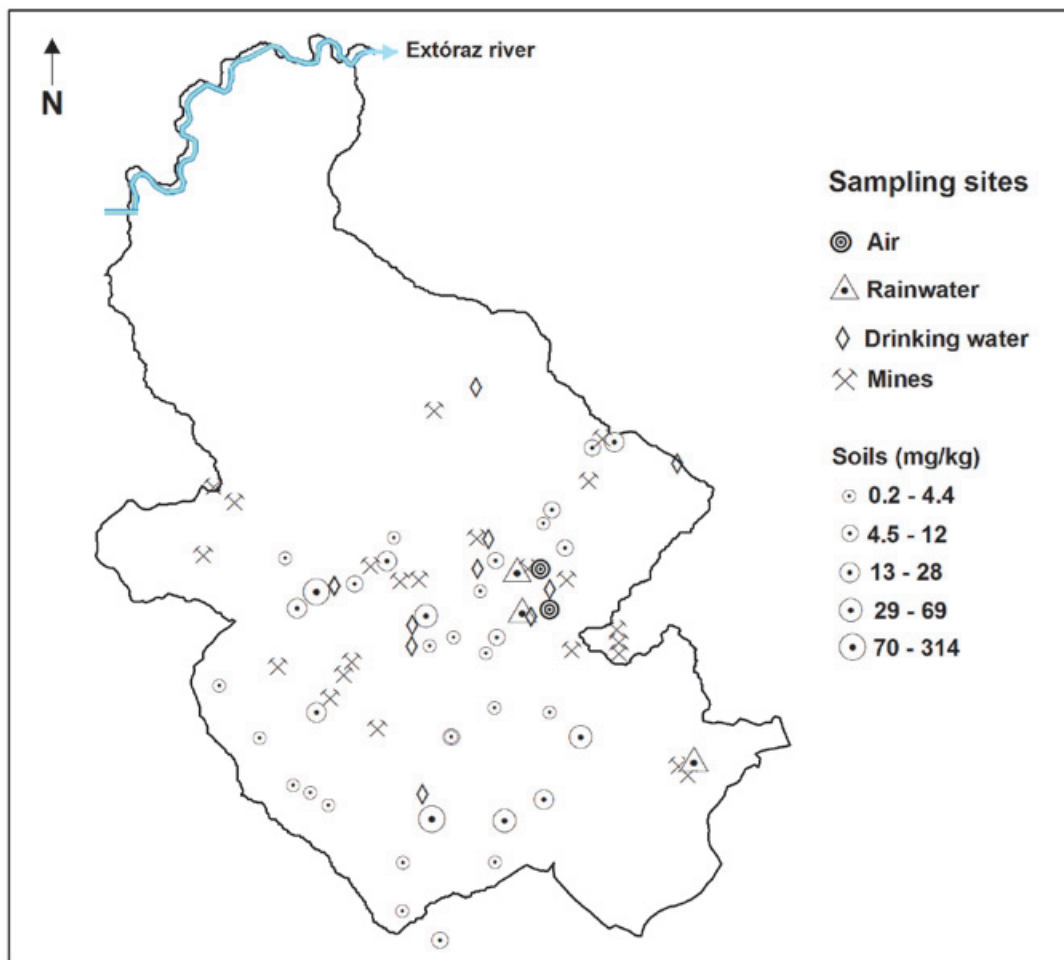 Extóraz river
N
Sampling sites
Air
Rainwater
Drinking water
Mines
Soils (mg/kg)
0.2 - 4.4
4.5 - 12
13 - 28
29 - 69
70 - 314